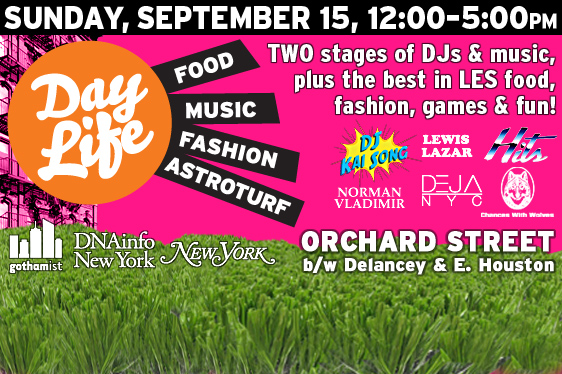 SUNDAY, SEPTEMBER 15, 12:00–5:00PM
Day
Life
FOOD
MUSIC
FASHION
ASTROTURF
TWO stages of DJs & music,
plus the best in LES food,
fashion, games & fun!
DJ
KAI SONG
LEWIS
LAZAR
Hits
NORMAN
VLADIMIR
DEJA
NYC
Chances With Wolves
gothamist
DNAinfo
New York
NEW YORK
ORCHARD STREET
b/w Delancey & E. Houston